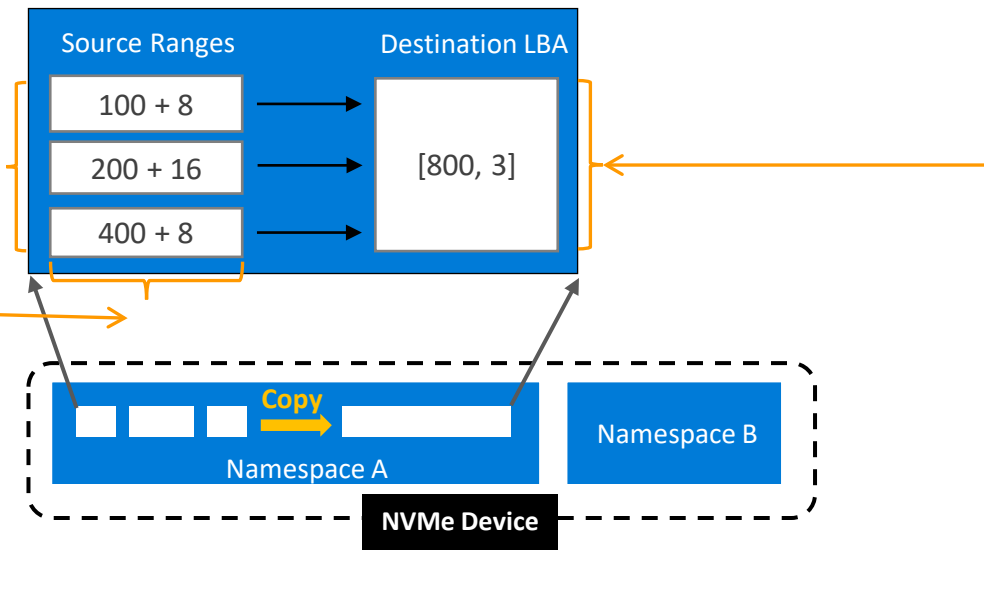 Source Ranges
Destination LBA
100 + 8
200 + 16
400 + 8
[800, 3]
Copy
Namespace A
Namespace B
NVMe Device